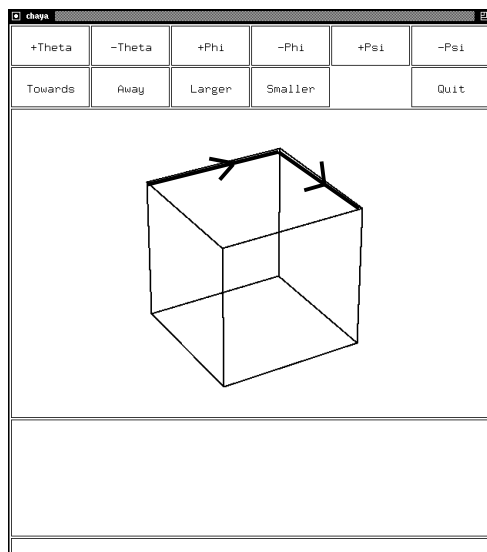 chaya
+Theta -Theta +Phi -Phi +Psi -Psi
Towards Away Larger Smaller Quit